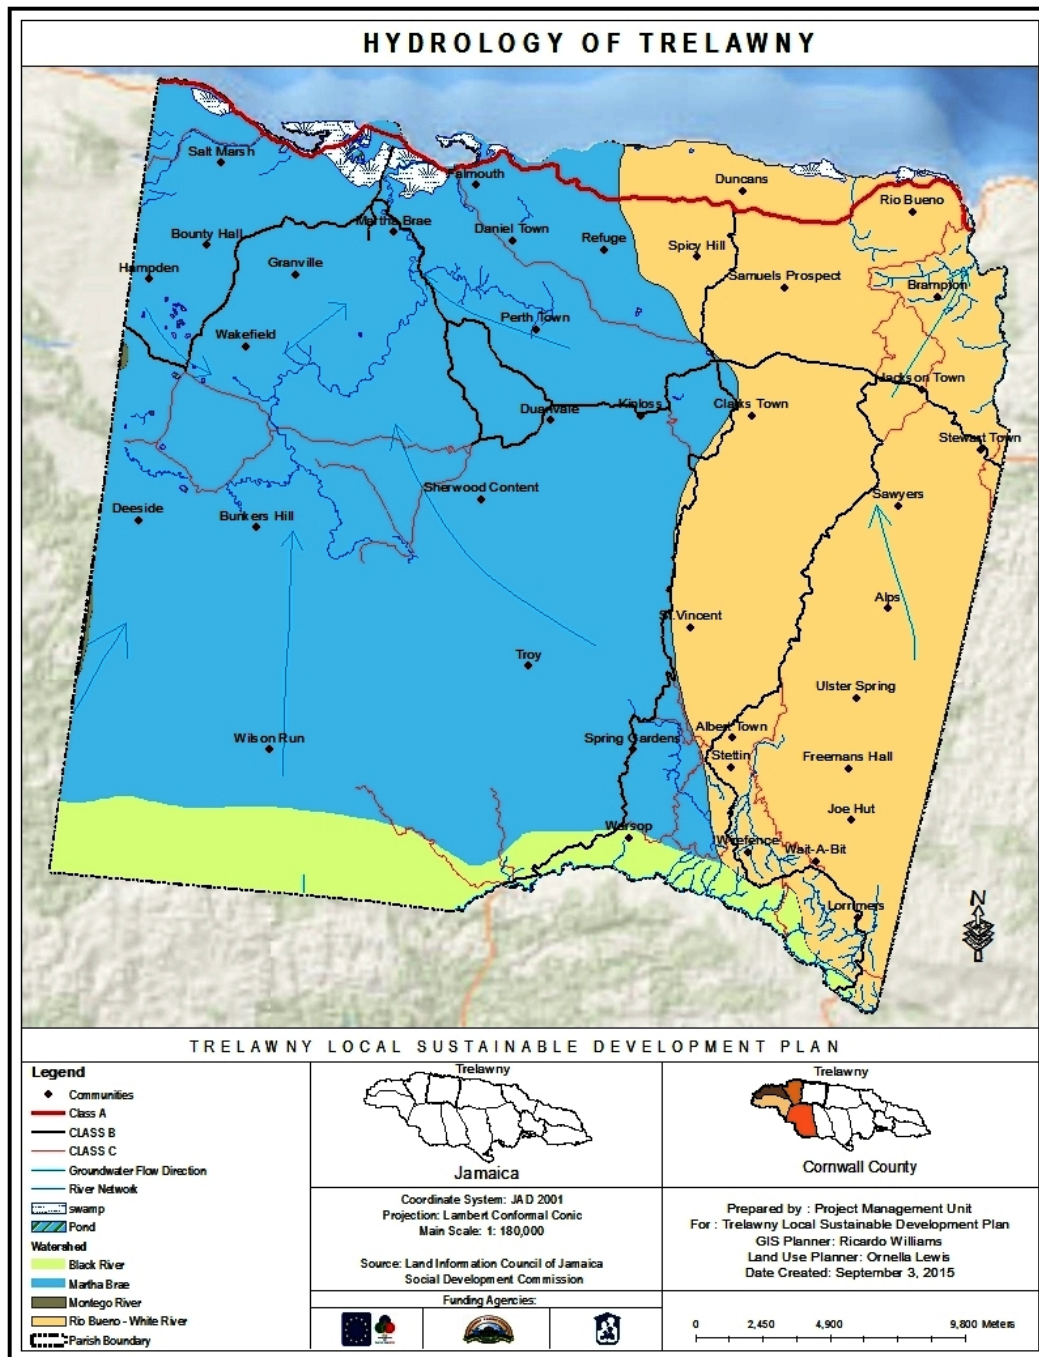 HYDROLOGY OF TRELAWNY
Salt Marsh
Falmouth
Duncans
Rio Bueno
Martha Brae
Bounty Hall
Daniel Town
Refuge
Spicy Hill
Hampden
Granville
Samuels Prospect
Brampton
Perth Town
Wakefield
Jackson Town
Duanvale
Kinloss
Clarks Town
Stewart Town
Sherwood Content
Sawyers
Deeside
Bunkers Hill
Alps
St.Vincent
Troy
Ulster Spring
Wilson Run
Spring Gardens
Albert Town
Stettin
Freemans Hall
Joe Hut
Warsop
Wirefence
Wait-A-Bit
Lorrimers
N
TRELAWNY LOCAL SUSTAINABLE DEVELOPMENT PLAN
Legend
Communities
Class A
CLASS B
CLASS C
Groundwater Flow Direction
River Network
swamp
Pond
Watershed
Black River
Martha Brae
Montego River
Rio Bueno - White River
Parish Boundary
Trelawny
Jamaica
Coordinate System: JAD 2001
Projection: Lambert Conformal Conic
Main Scale: 1: 180,000
Source: Land Information Council of Jamaica
Social Development Commission
Funding Agencies:
Trelawny
Cornwall County
Prepared by : Project Management Unit
For : Trelawny Local Sustainable Development Plan
GIS Planner: Ricardo Williams
Land Use Planner: Ornella Lewis
Date Created: September 3, 2015
0 2,450 4,900 9,800 Meters